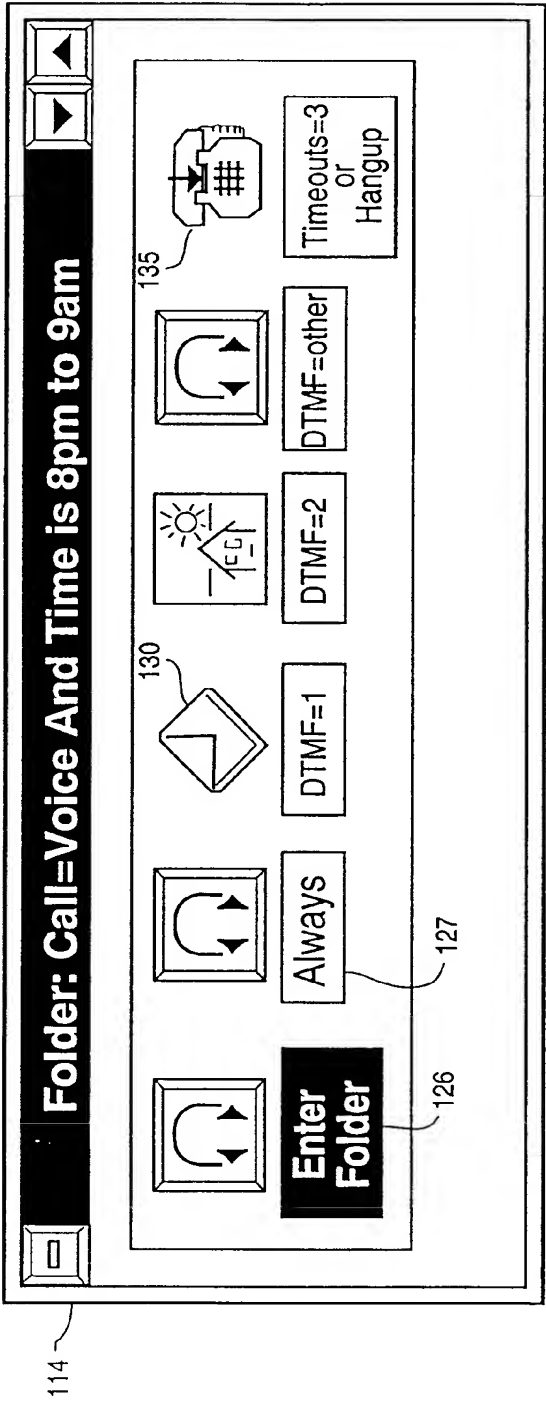 114
Folder: Call=Voice And Time is 8pm to 9am
130
135
Enter
Folder
Always
DTMF=1
DTMF=2
DTMF=other
Timeouts=3
or
Hangup
126
127